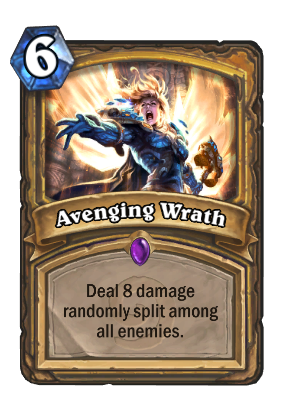 6
Avenging Wrath
Deal 8 damage
randomly split among
all enemies.